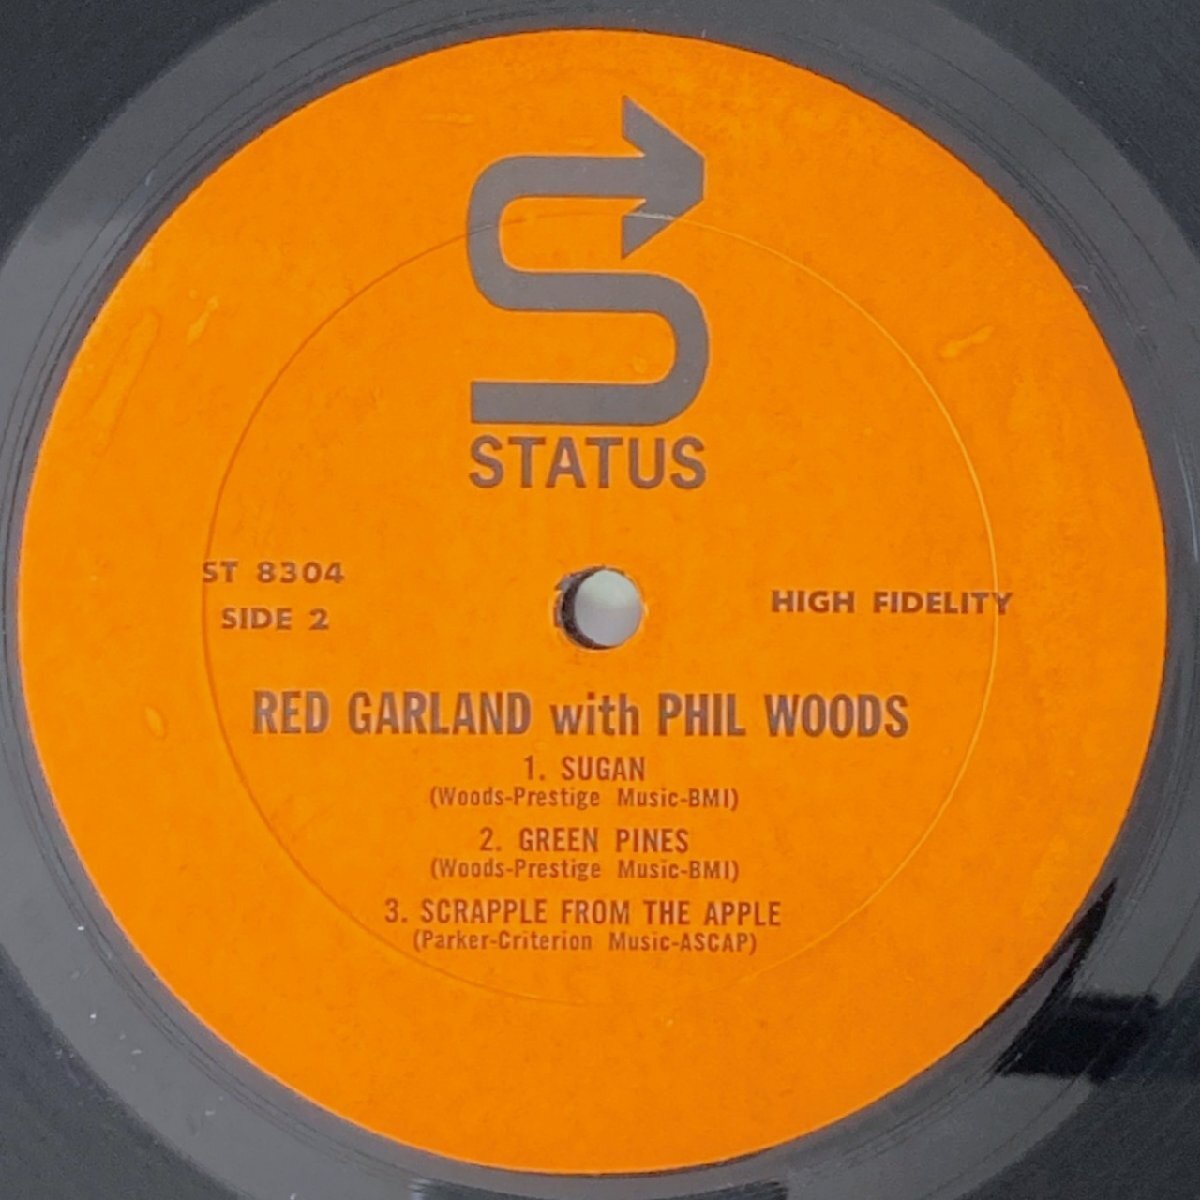 STATUS
ST 8304
SIDE 2
HIGH FIDELITY
RED GARLAND with PHIL WOODS
1. SUGAN
(Woods-Prestige Music-BMI)
2. GREEN PINES
(Woods-Prestige Music-BMI)
3. SCRAPPLE FROM THE APPLE
(Parker-Criterion Music-ASCAP)